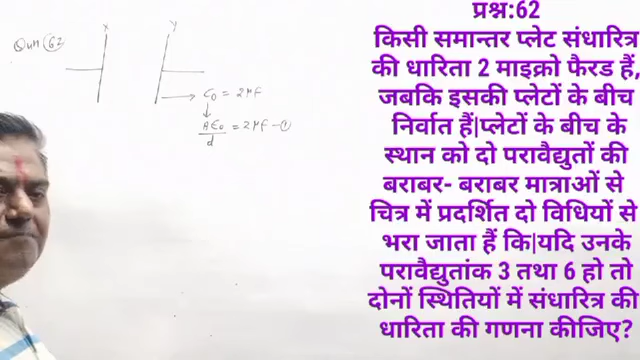 प्रश्न:62
किसी समान्तर प्लेट संधारित्र
की धारिता 2 माइक्रो फैरड हैं,
जबकि इसकी प्लेटों के बीच
निर्वात हैं|प्लेटों के बीच के
स्थान को दो परावैद्युतों की
बराबर- बराबर मात्राओं से
चित्र में प्रदर्शित दो विधियों से
भरा जाता हैं कि|यदि उनके
परावैद्युतांक 3 तथा 6 हो तो
दोनों स्थितियों में संधारित्र की
धारिता की गणना कीजिए?
62
X Y
C₀ = 2μF
Aε₀/d = 2μF - ①